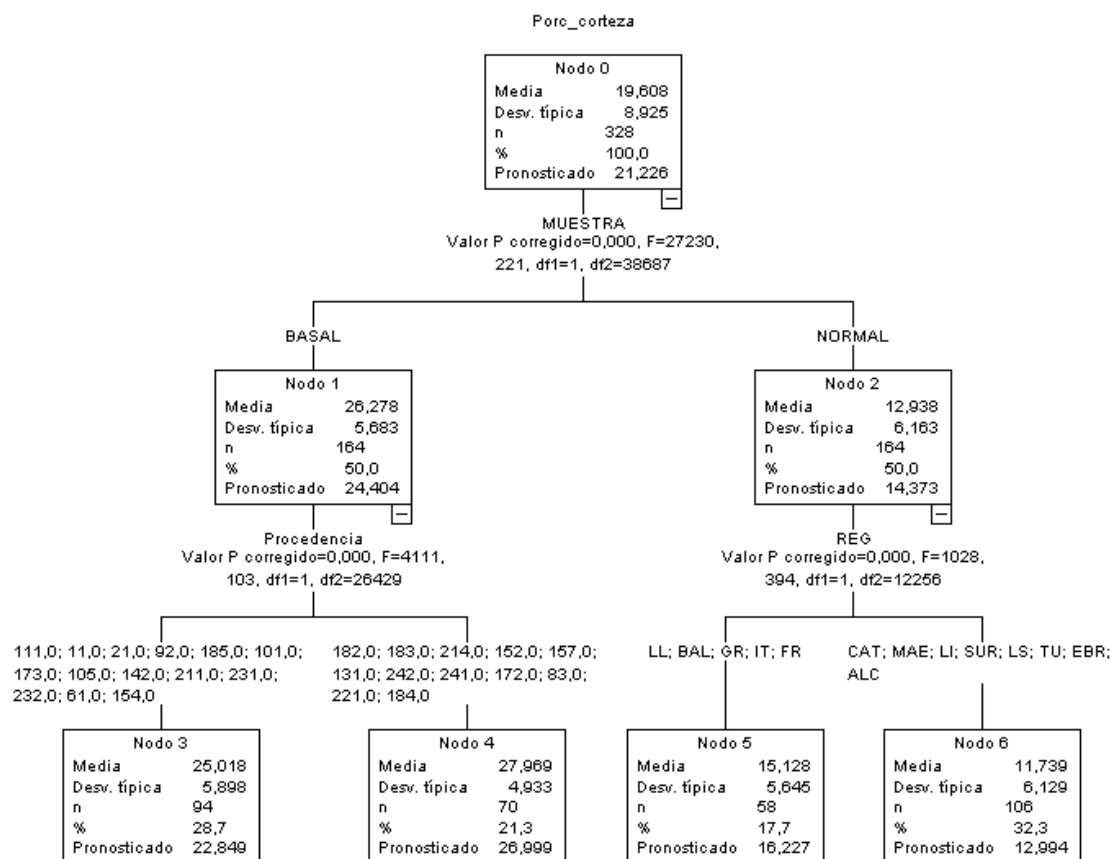 Porc_corteza
Nodo 0
Media 19,608
Desv. típica 8,925
n 328
% 100,0
Pronosticado 21,226
MUESTRA
Valor P corregido=0,000, F=27230,
221, df1=1, df2=38687
BASAL
NORMAL
Nodo 1
Media 26,278
Desv. típica 5,683
n 164
% 50,0
Pronosticado 24,404
Nodo 2
Media 12,938
Desv. típica 6,163
n 164
% 50,0
Pronosticado 14,373
Procedencia
Valor P corregido=0,000, F=4111,
103, df1=1, df2=26429
REG
Valor P corregido=0,000, F=1028,
394, df1=1, df2=12256
111,0; 11,0; 21,0; 92,0; 185,0; 101,0;
173,0; 105,0; 142,0; 211,0; 231,0;
232,0; 61,0; 154,0
182,0; 183,0; 214,0; 152,0; 157,0;
131,0; 242,0; 241,0; 172,0; 83,0;
221,0; 184,0
LL; BAL; GR; IT; FR
CAT; MAE; LI; SUR; LS; TU; EBR;
ALC
Nodo 3
Media 25,018
Desv. típica 5,898
n 94
% 28,7
Pronosticado 22,849
Nodo 4
Media 27,969
Desv. típica 4,933
n 70
% 21,3
Pronosticado 26,999
Nodo 5
Media 15,128
Desv. típica 5,645
n 58
% 17,7
Pronosticado 16,227
Nodo 6
Media 11,739
Desv. típica 6,129
n 106
% 32,3
Pronosticado 12,994